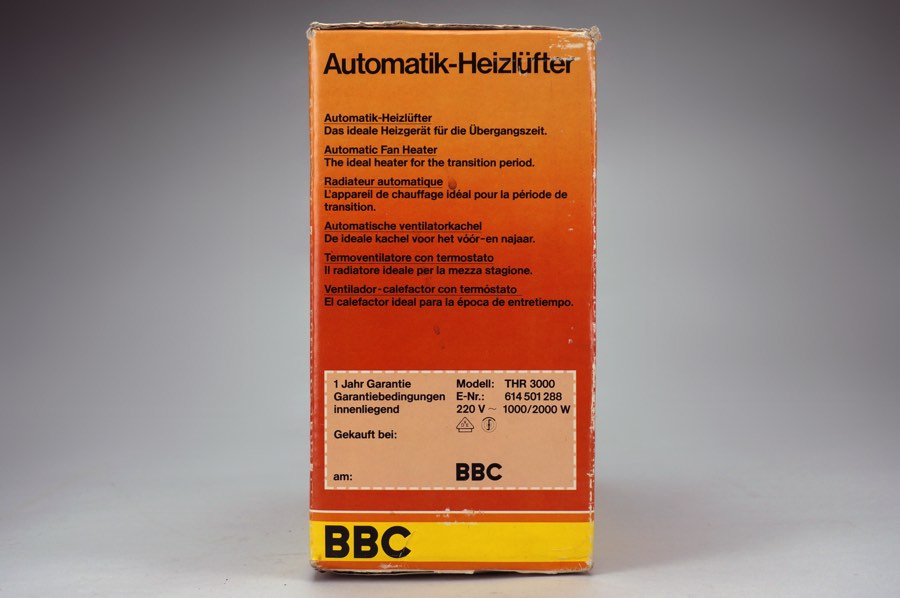 Automatik-Heizlüfter
Automatik-Heizlüfter
Das ideale Heizgerät für die Übergangszeit.
Automatic Fan Heater
The ideal heater for the transition period.
Radiateur automatique
L'appareil de chauffage idéal pour la période de
transition.
Automatische ventilatorkachel
De ideale kachel voor het vóór-en najaar.
Termoventilatore con termostato
Il radiatore ideale per la mezza stagione.
Ventilador-calefactor con termóstato
El calefactor ideal para la época de entretiempo.
1 Jahr Garantie
Garantiebedingungen
innenliegend
Gekauft bei:
am:
Modell: THR 3000
E-Nr.: 614 501 288
220 V ~ 1000/2000 W
BBC
BBC